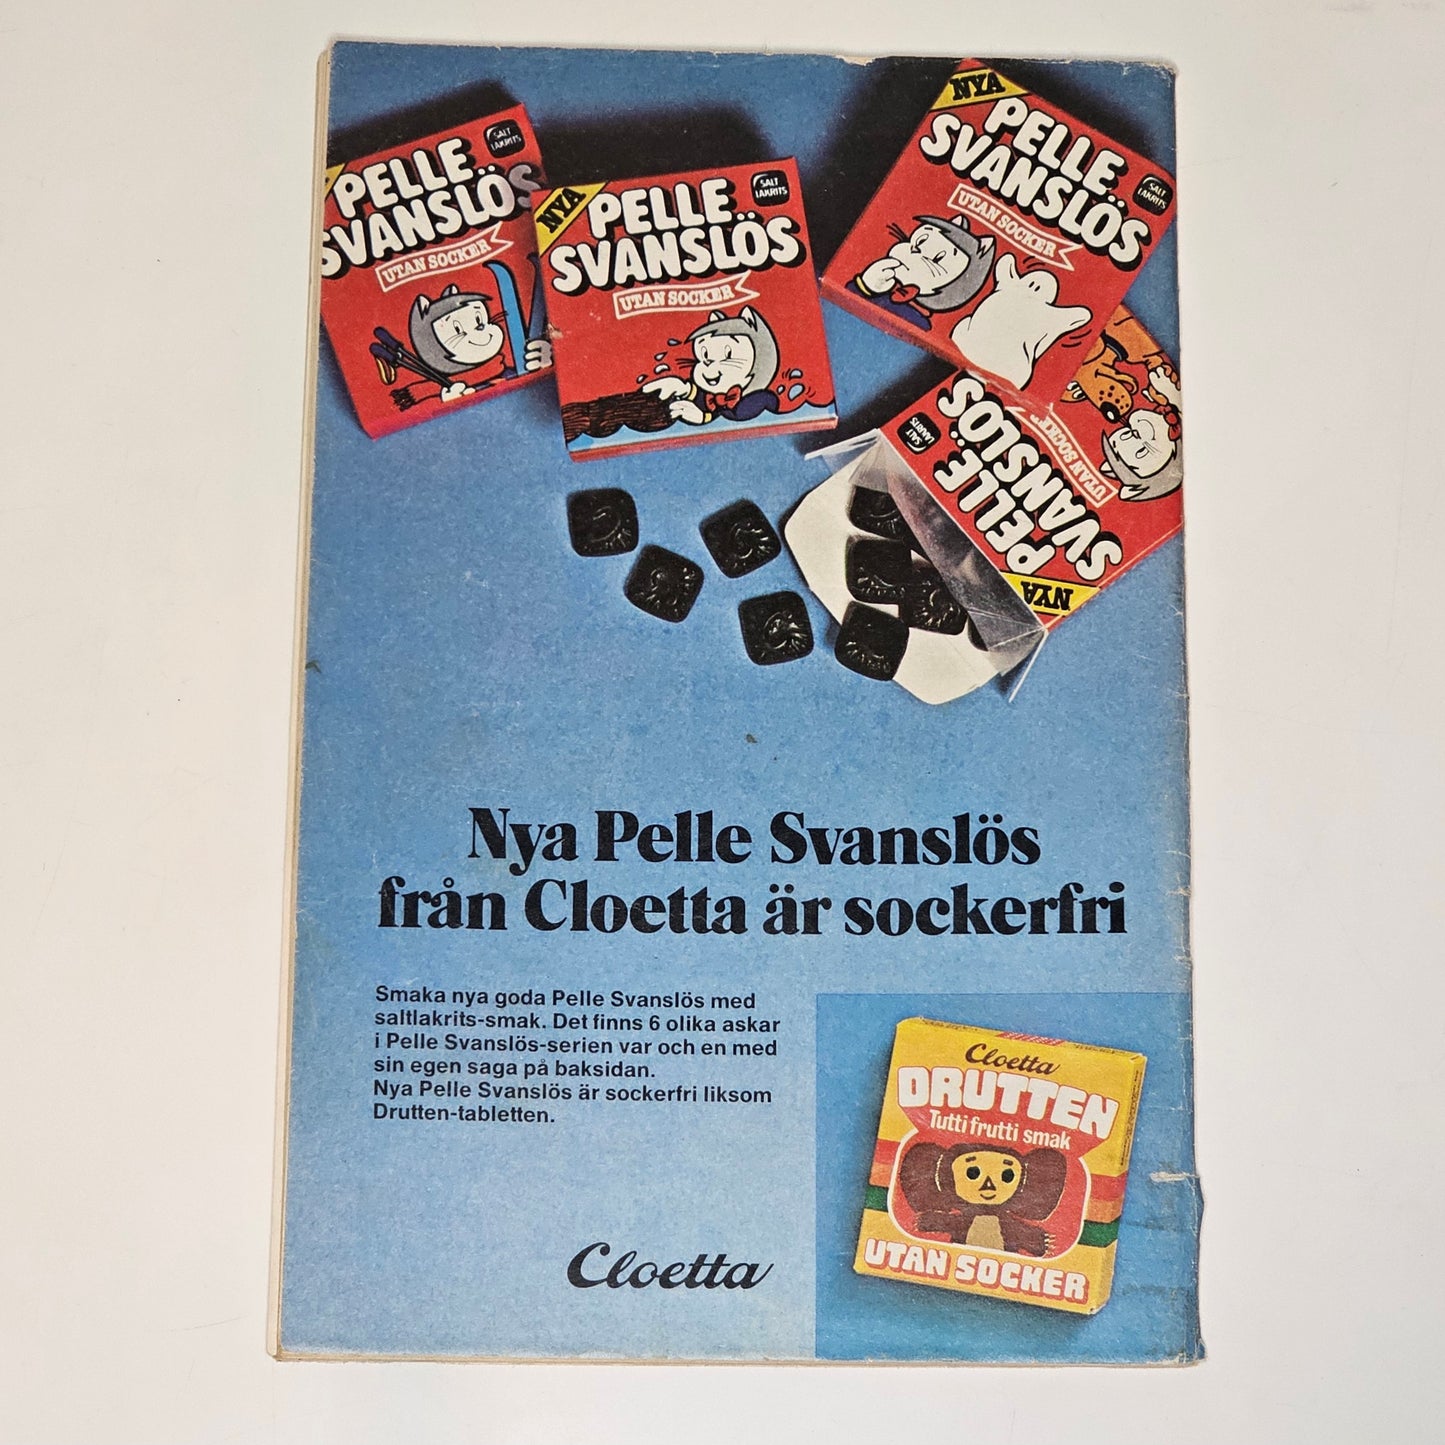 PELLE
SVANSLÖS
SALT
LAKRITS
UTAN SOCKER
NYA
PELLE
SVANSLÖS
SALT
LAKRITS
UTAN SOCKER
NYA
PELLE
SVANSLÖS
SALT
LAKRITS
UTAN SOCKER
NYA
PELLE
SVANSLÖS
SALT
LAKRITS
UTAN
Nya Pelle Svanslös
från Cloetta är sockerfri
Smaka nya goda Pelle Svanslös med
saltlakrits-smak. Det finns 6 olika askar
i Pelle Svanslös-serien var och en med
sin egen saga på baksidan.
Nya Pelle Svanslös är sockerfri liksom
Drutten-tabletten.
Cloetta
Cloetta
DRUTTEN
Tutti frutti smak
UTAN SOCKER